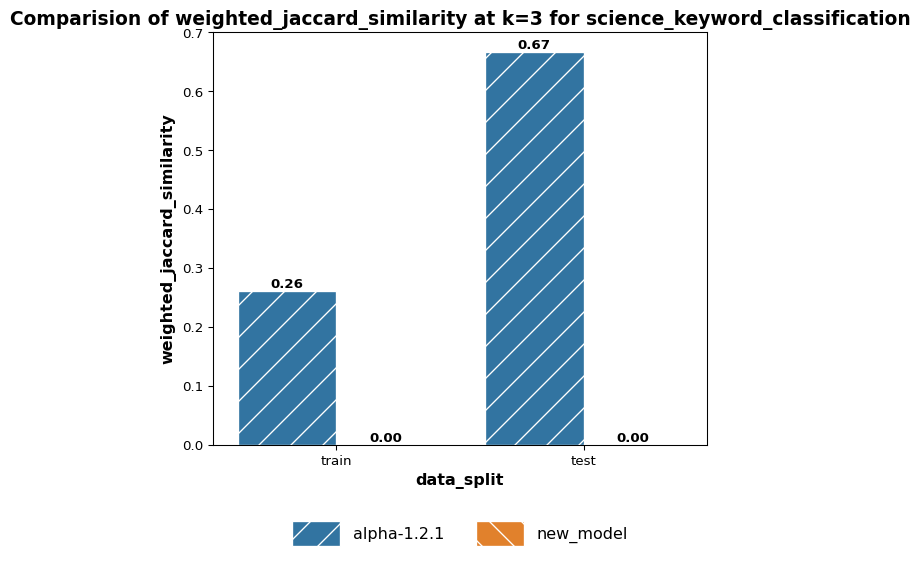 Comparision of weighted_jaccard_similarity at k=3 for science_keyword_classification
weighted_jaccard_similarity
0.7
0.6
0.5
0.4
0.3
0.2
0.1
0.0
0.26
0.00
0.67
0.00
train
test
data_split
alpha-1.2.1
new_model